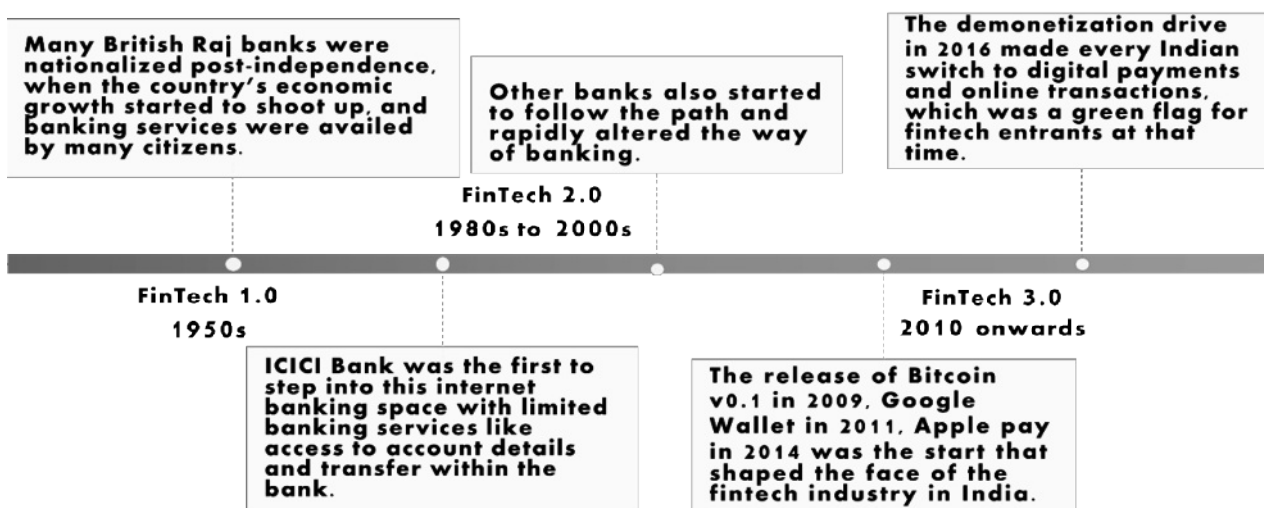 Many British Raj banks were
nationalized post-independence,
when the country's economic
growth started to shoot up, and
banking services were availed
by many citizens.
FinTech 1.0
1950s
ICICI Bank was the first to
step into this internet
banking space with limited
banking services like
access to account details
and transfer within the
bank.
Other banks also started
to follow the path and
rapidly altered the way
of banking.
FinTech 2.0
1980s to 2000s
The release of Bitcoin
v0.1 in 2009, Google
Wallet in 2011, Apple pay
in 2014 was the start that
shaped the face of the
fintech industry in India.
The demonetization drive
in 2016 made every Indian
switch to digital payments
and online transactions,
which was a green flag for
fintech entrants at that
time.
FinTech 3.0
2010 onwards